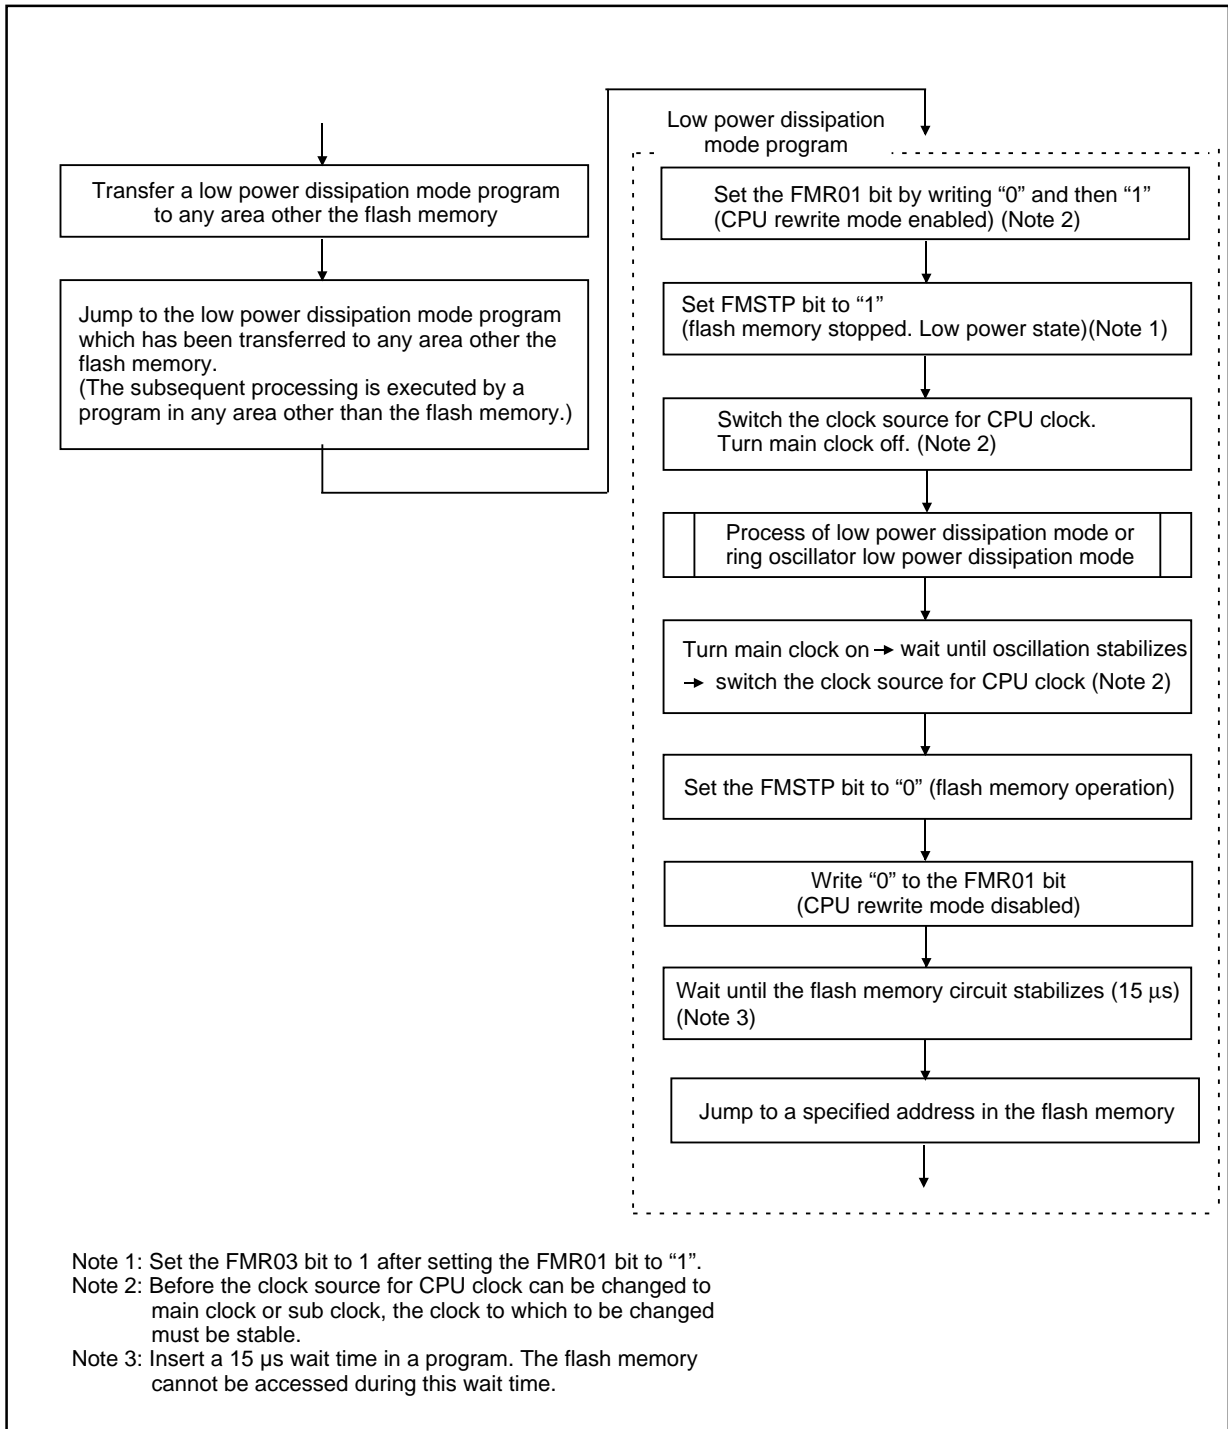 Transfer a low power dissipation mode program
to any area other the flash memory
Jump to the low power dissipation mode program
which has been transferred to any area other the
flash memory.
(The subsequent processing is executed by a
program in any area other than the flash memory.)
Low power dissipation
mode program
Set the FMR01 bit by writing “0” and then “1”
(CPU rewrite mode enabled) (Note 2)
Set FMSTP bit to “1”
(flash memory stopped. Low power state)(Note 1)
Switch the clock source for CPU clock.
Turn main clock off. (Note 2)
Process of low power dissipation mode or
ring oscillator low power dissipation mode
Turn main clock on → wait until oscillation stabilizes
→ switch the clock source for CPU clock (Note 2)
Set the FMSTP bit to “0” (flash memory operation)
Write “0” to the FMR01 bit
(CPU rewrite mode disabled)
Wait until the flash memory circuit stabilizes (15 μs)
(Note 3)
Jump to a specified address in the flash memory
Note 1: Set the FMR03 bit to 1 after setting the FMR01 bit to “1”.
Note 2: Before the clock source for CPU clock can be changed to
main clock or sub clock, the clock to which to be changed
must be stable.
Note 3: Insert a 15 µs wait time in a program. The flash memory
cannot be accessed during this wait time.